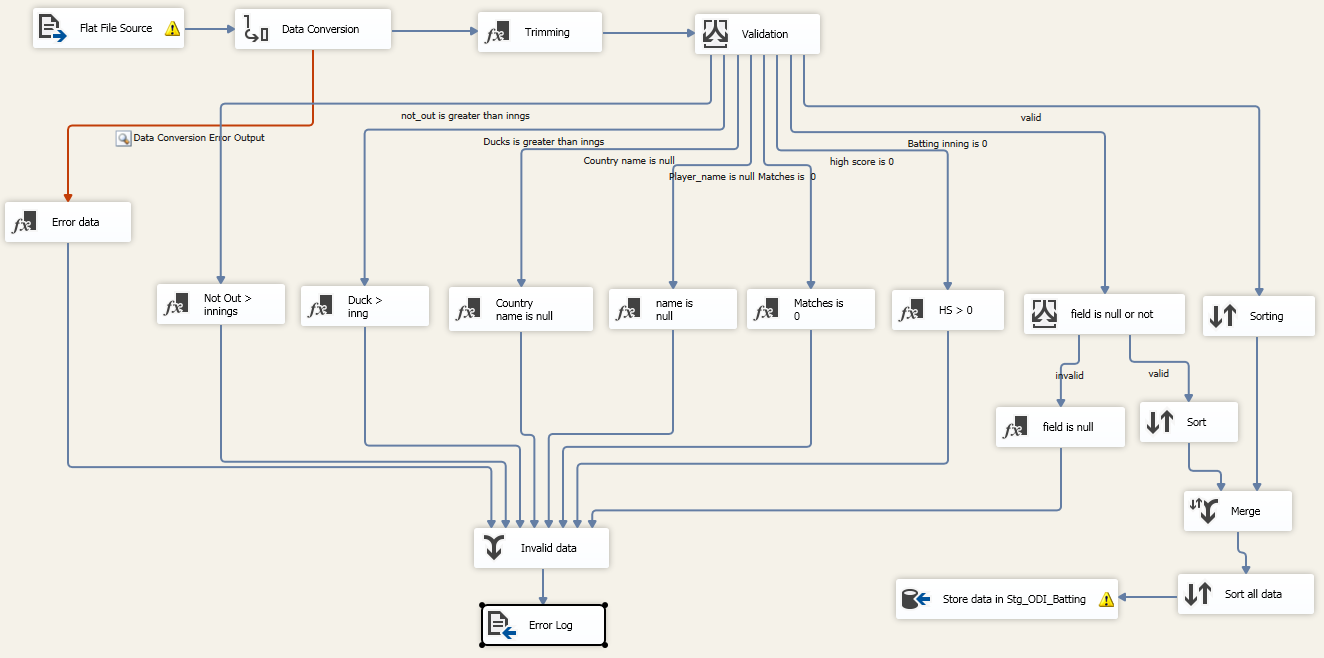 Flat File Source
Data Conversion
Trimming
Validation
not_out is greater than inngs
valid
Data Conversion Error Output
Ducks is greater than inngs
Batting inning is 0
Country name is null
high score is 0
Player_name is null
Matches is 0
Error data
Not Out >
innings
Duck >
inng
Country
name is null
name is
null
Matches is
0
HS > 0
field is null or not
Sorting
invalid
valid
field is null
Sort
Merge
Invalid data
Sort all data
Store data in Stg_ODI_Batting
Error Log